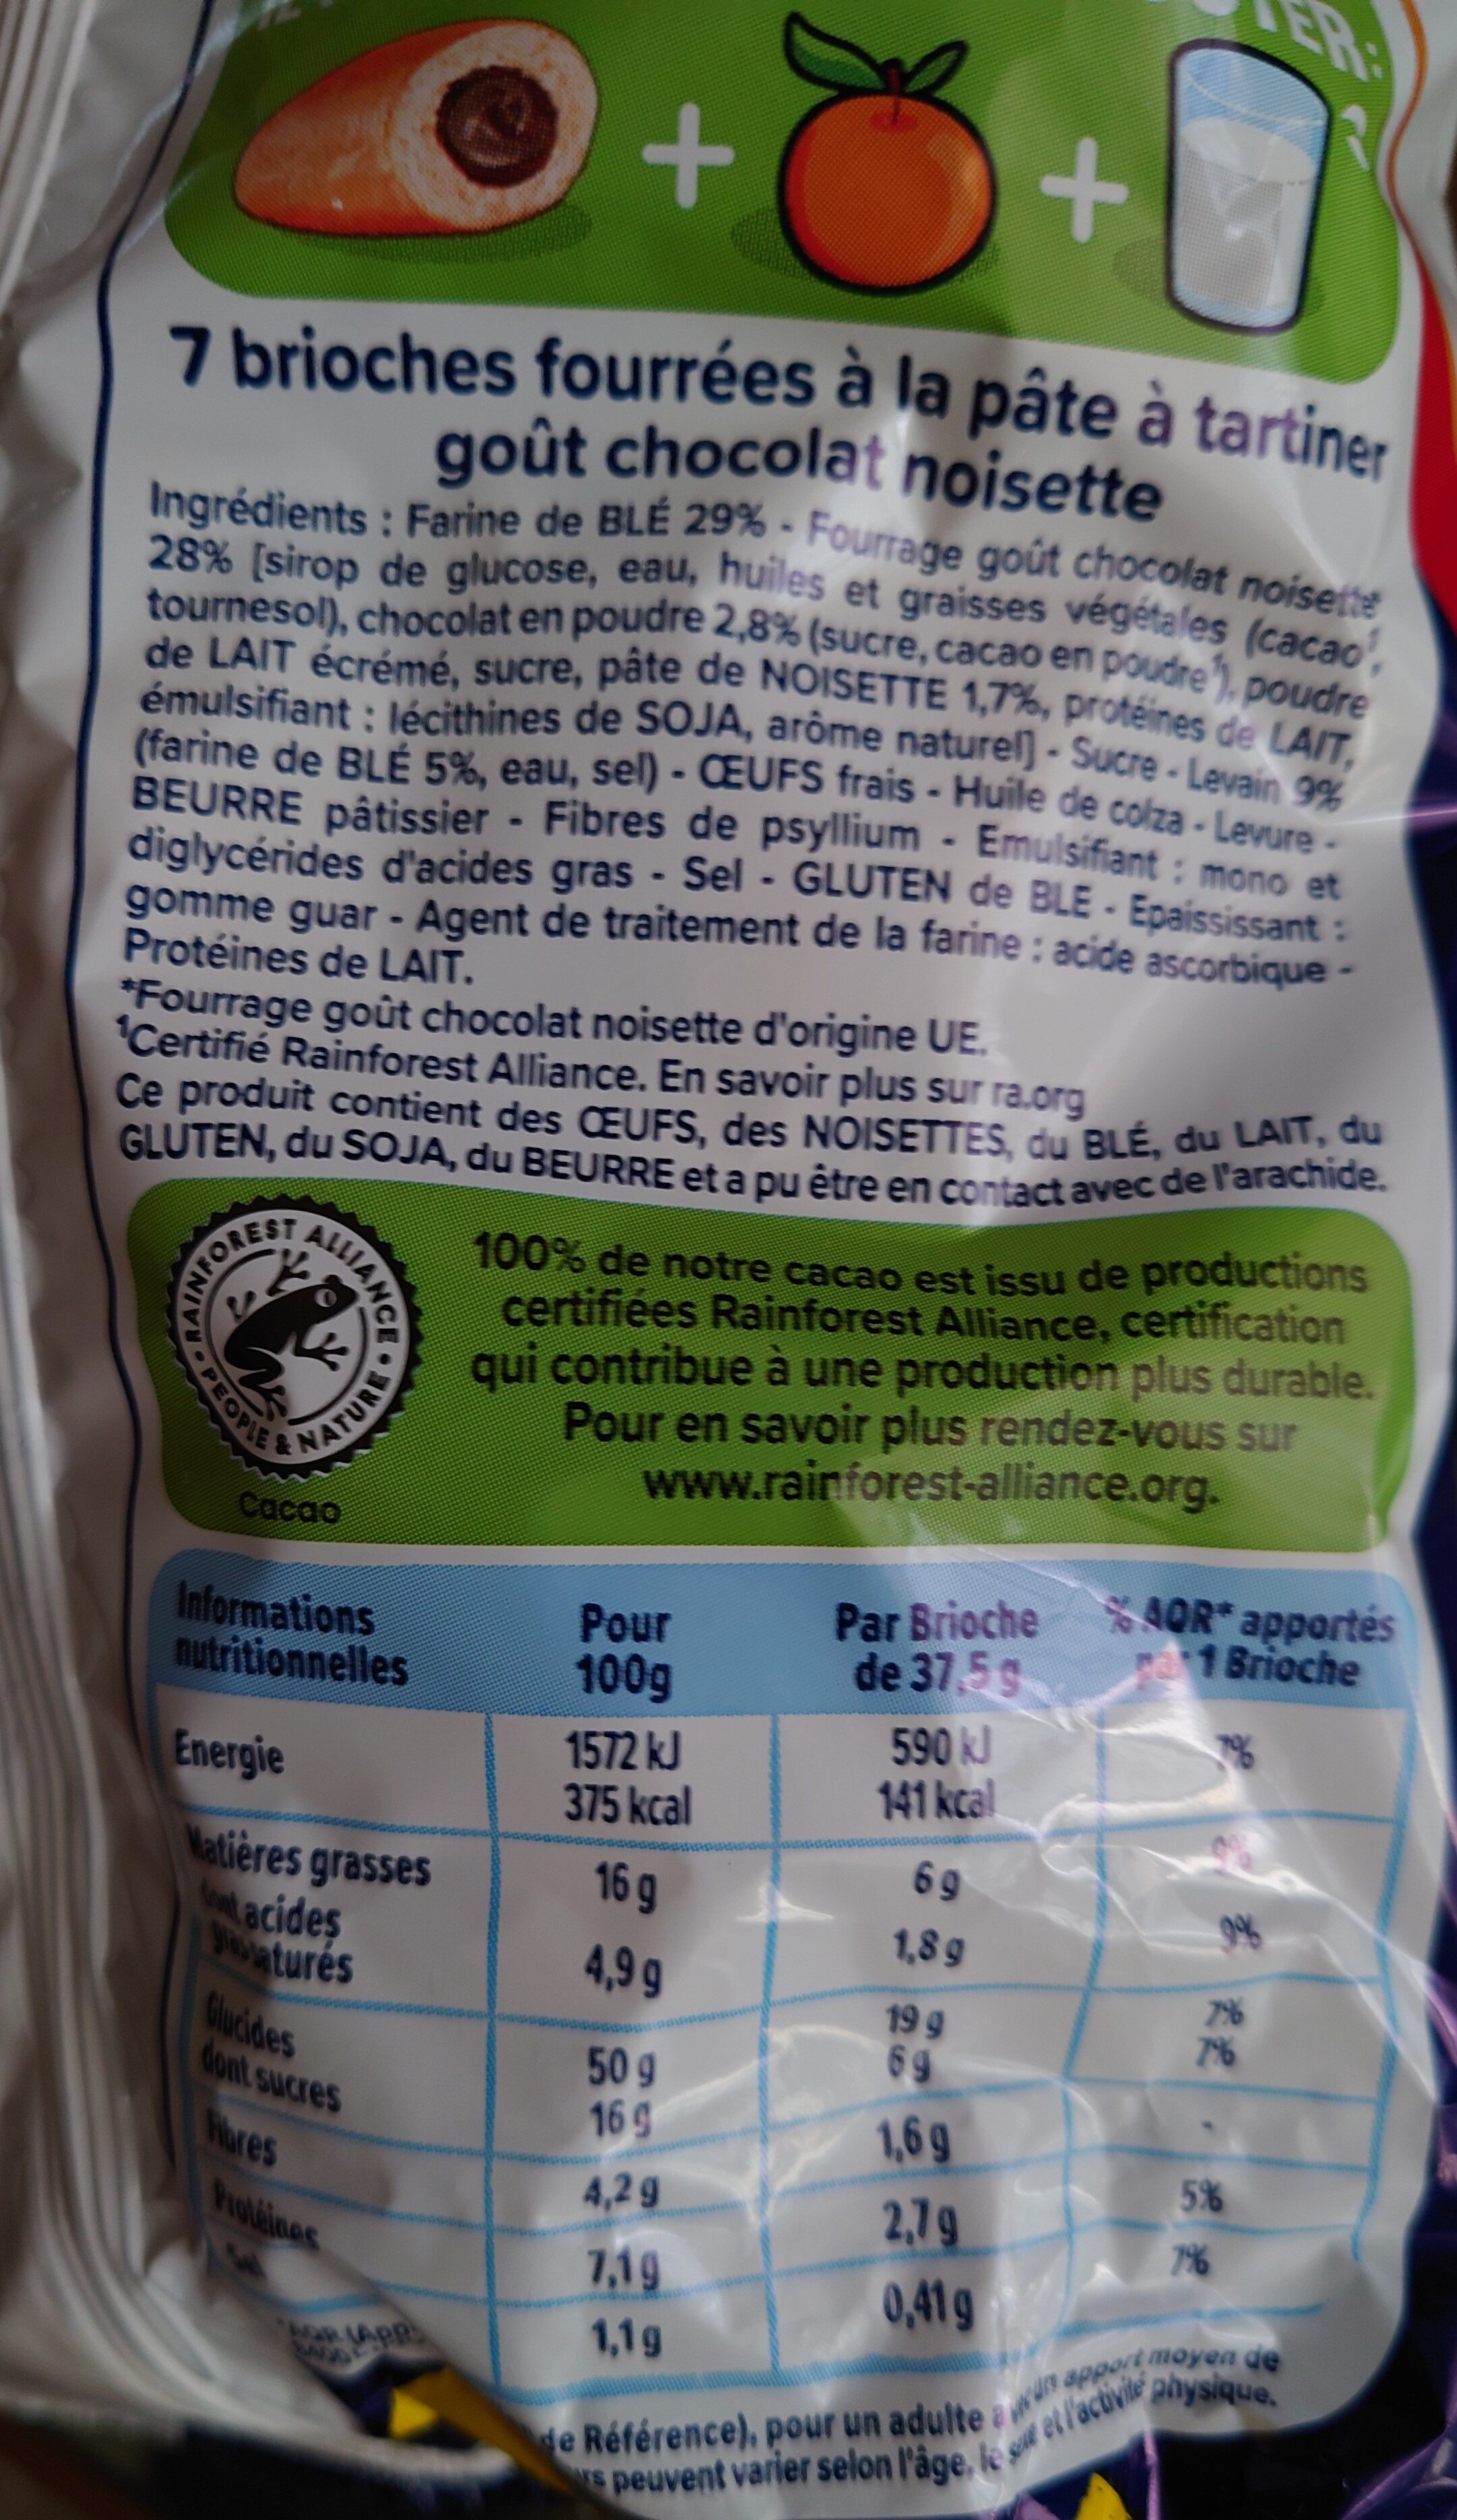 TER:
7 brioches fourrées à la pâte à tartiner
goût chocolat noisette
Ingrédients : Farine de BLÉ 29% - Fourrage goût chocolat noisette
28% [sirop de glucose, eau, huiles et graisses végétales (cacao¹,
tournesol), chocolat en poudre 2,8% (sucre, cacao en poudre¹), poudre
de LAIT écrémé, sucre, pâte de NOISETTE 1,7%, protéines de LAIT,
émulsifiant : lécithines de SOJA, arôme naturel] - Sucre - Levain 9%
(farine de BLÉ 5%, eau, sel) - ŒUFS frais - Huile de colza - Levure -
BEURRE pâtissier - Fibres de psyllium - Emulsifiant : mono et
diglycérides d'acides gras - Sel - GLUTEN de BLÉ - Epaississant :
gomme guar - Agent de traitement de la farine : acide ascorbique -
Protéines de LAIT.
*Fourrage goût chocolat noisette d'origine UE.
¹Certifié Rainforest Alliance. En savoir plus sur ra.org
Ce produit contient des ŒUFS, des NOISETTES, du BLÉ, du LAIT, du
GLUTEN, du SOJA, du BEURRE et a pu être en contact avec de l'arachide.
RAINFOREST ALLIANCE • PEOPLE & NATURE •
Cacao
100% de notre cacao est issu de productions
certifiées Rainforest Alliance, certification
qui contribue à une production plus durable.
Pour en savoir plus rendez-vous sur
www.rainforest-alliance.org.
Informations nutritionnelles Pour 100g Par Brioche de 37,5 g % AQR* apportés par 1 Brioche
Energie 1572 kJ 590 kJ 7%
375 kcal 141 kcal
Matières grasses 16 g 6 g 9%
dont acides
gras saturés 4,9 g 1,8 g 9%
Glucides 50 g 19 g 7%
dont sucres 16 g 6 g 7%
Fibres 4,2 g 1,6 g -
Protéines 7,1 g 2,7 g 5%
Sel 1,1 g 0,41 g 7%
de Référence), pour un adulte apport moyen de
peuvent varier selon l'âge, le sexe et l'activité physique.